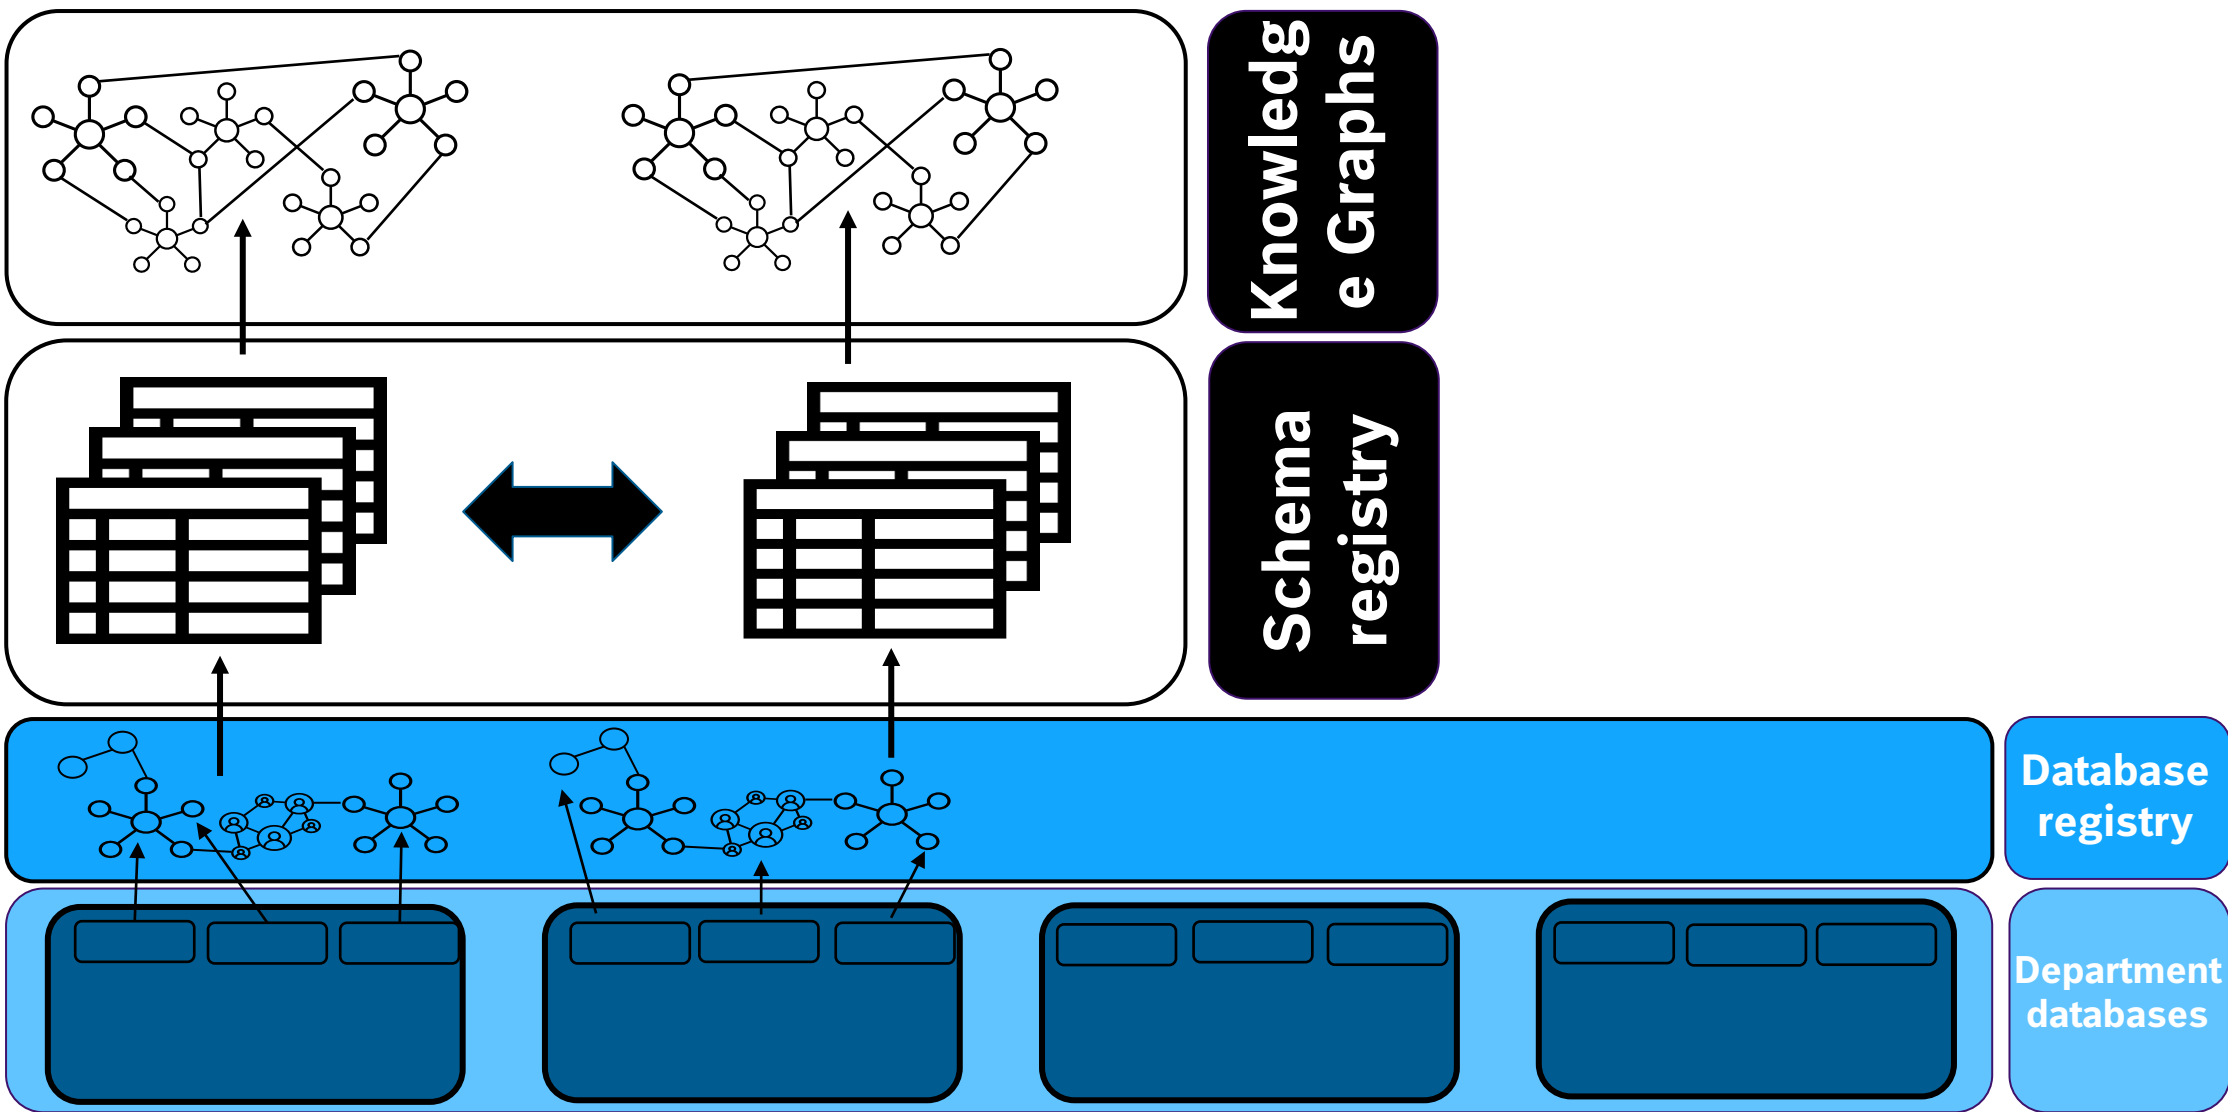 Knowledg
e Graphs
Schema
registry
Database
registry
Department
databases